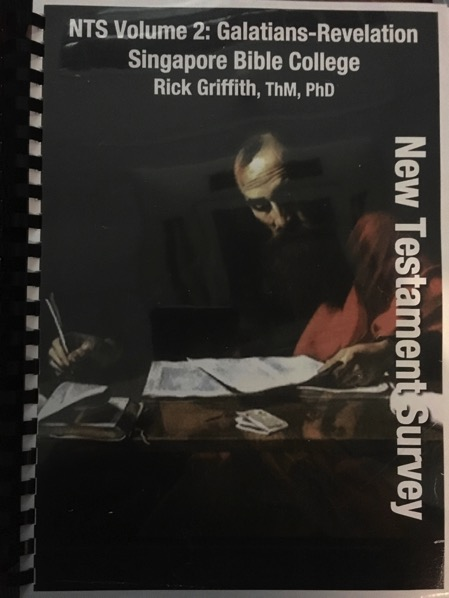 NTS Volume 2: Galatians-Revelation
Singapore Bible College
Rick Griffith, ThM, PhD
New Testament Survey